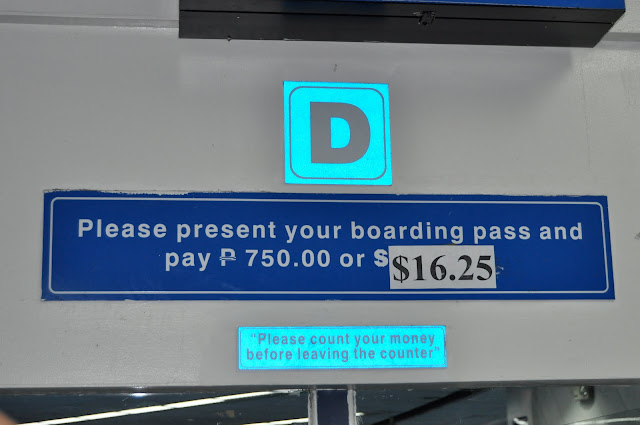 D
Please present your boarding pass and
pay ₱ 750.00 or S $16.25
"Please count your money
before leaving the counter"